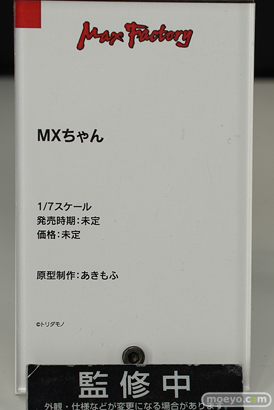 Max Factory
MXちゃん
1/7スケール
発売時期:未定
価格:未定
原型制作:あきもふ
©トリダモノ
監修中
外観・仕様などが変更になる場合があります
moeyo.com